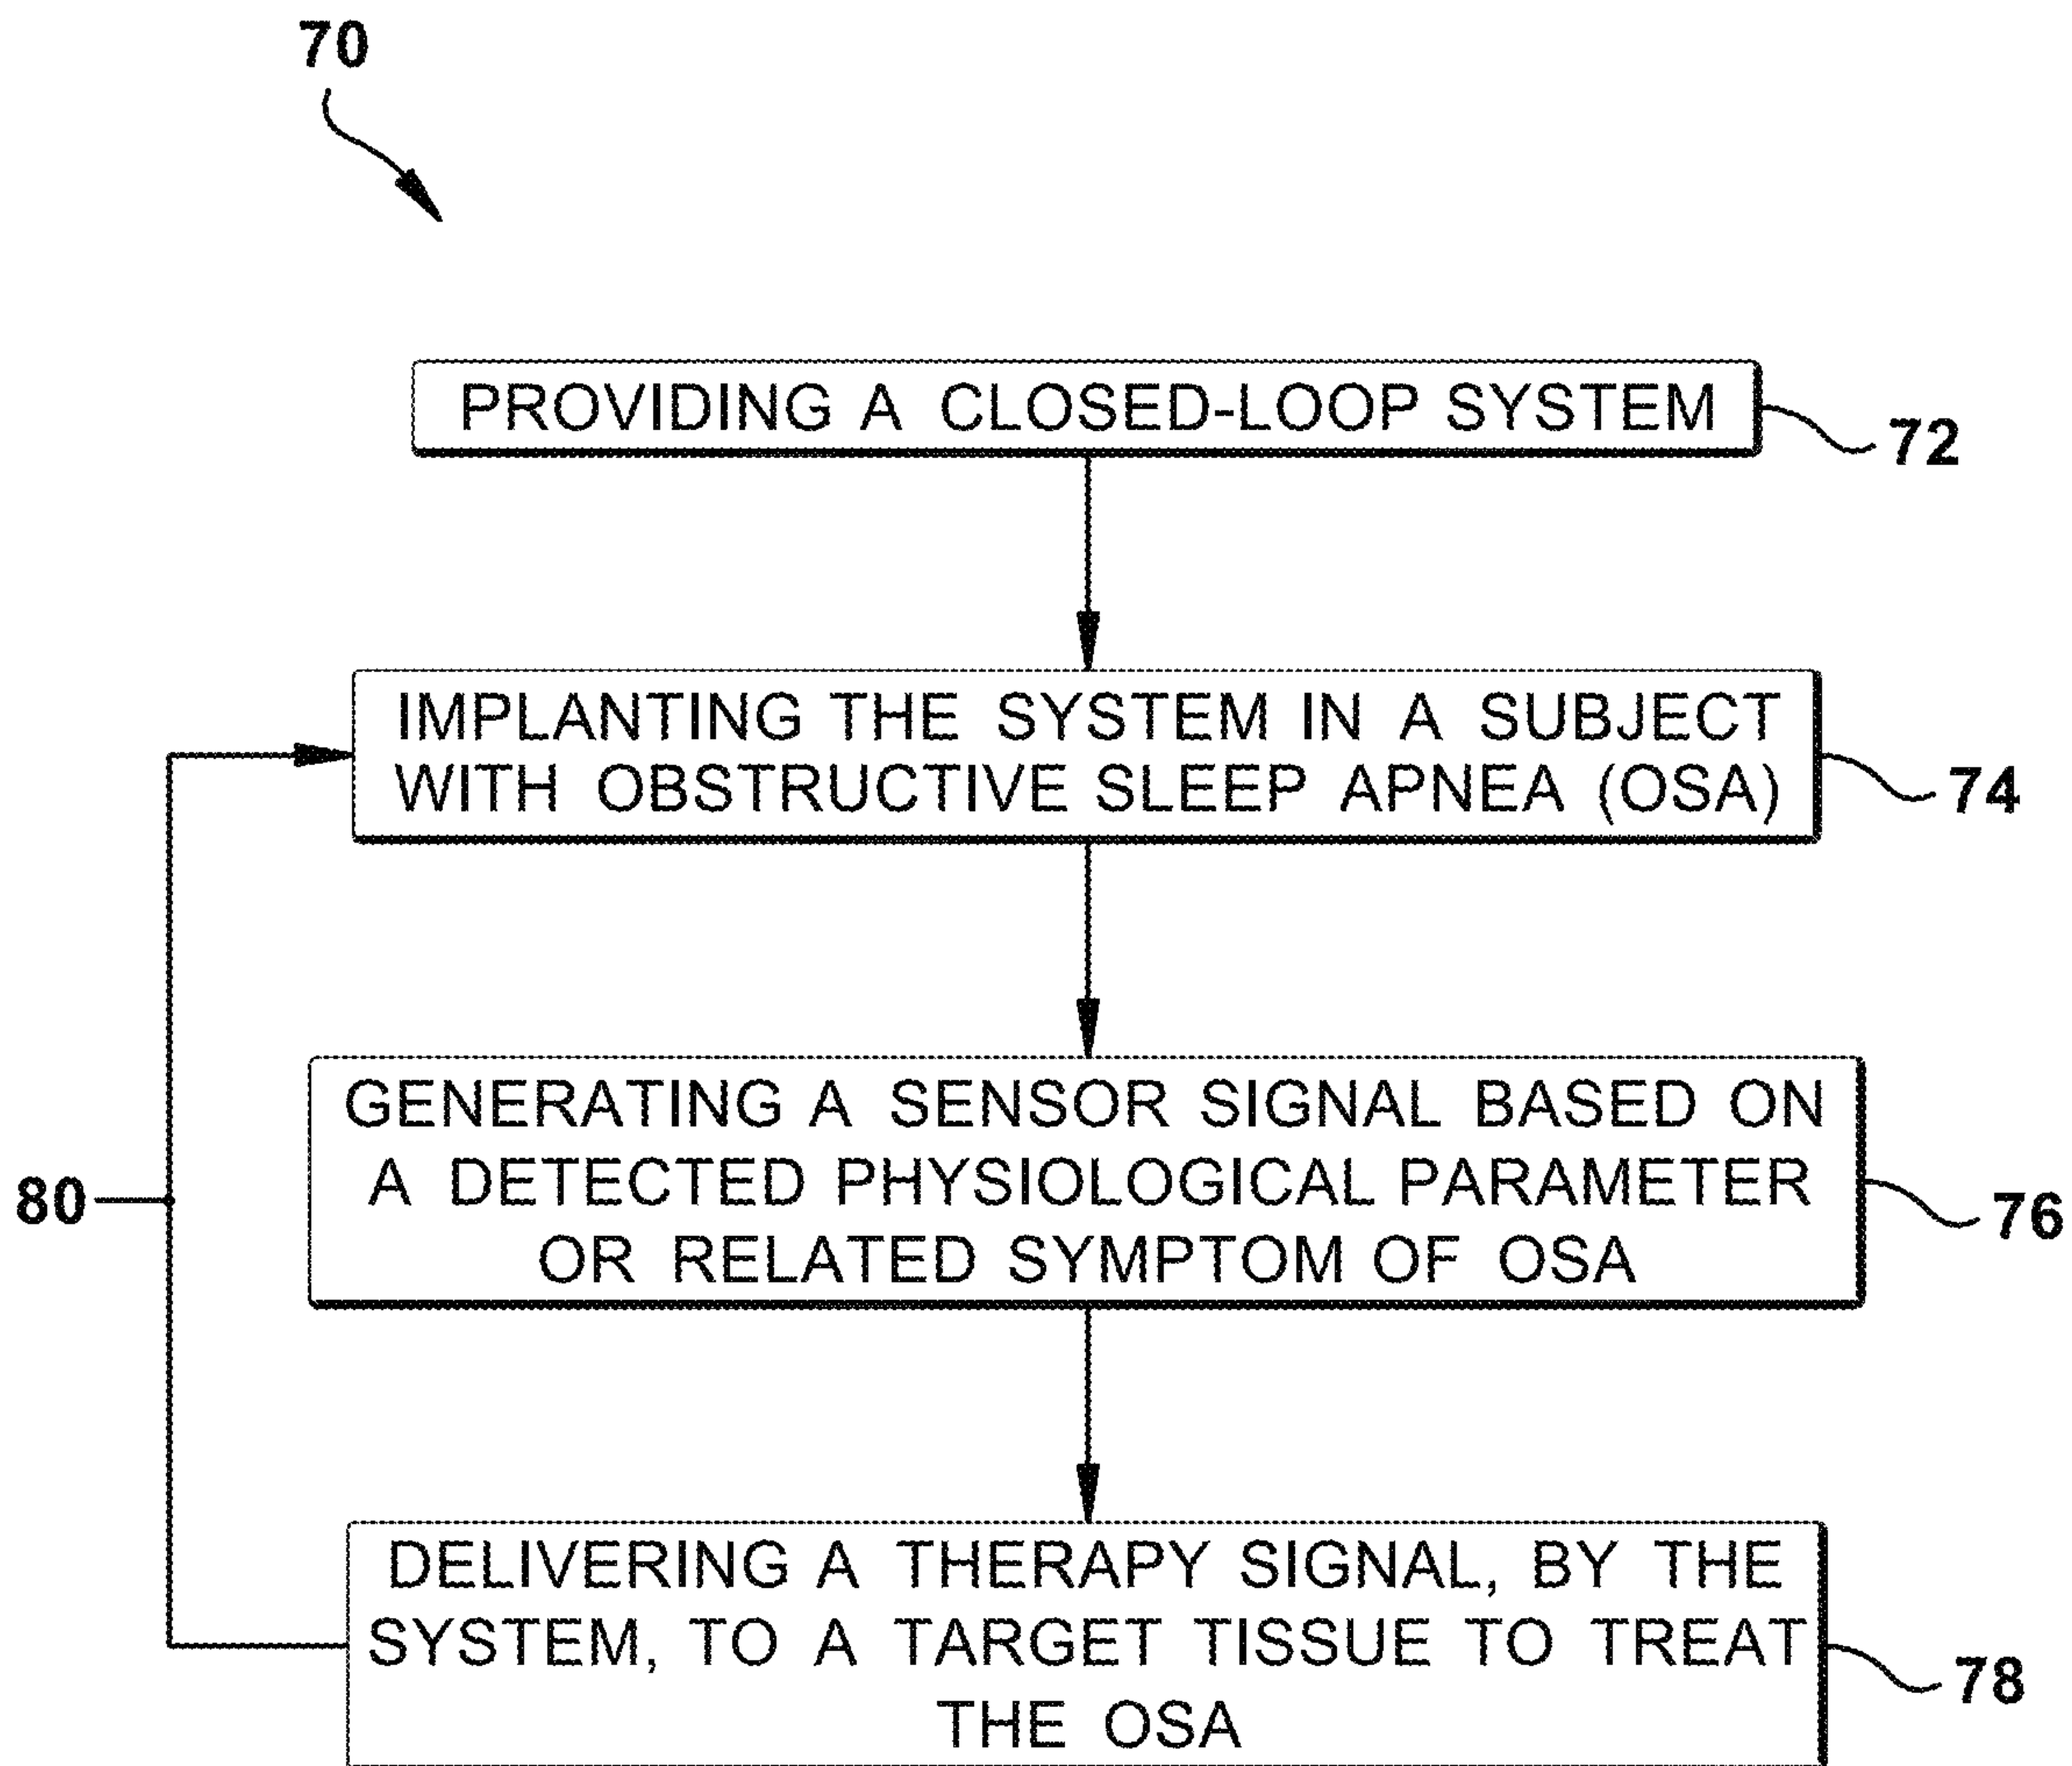 70
PROVIDING A CLOSED-LOOP SYSTEM
72
IMPLANTING THE SYSTEM IN A SUBJECT
WITH OBSTRUCTIVE SLEEP APNEA (OSA)
74
GENERATING A SENSOR SIGNAL BASED ON
A DETECTED PHYSIOLOGICAL PARAMETER
OR RELATED SYMPTOM OF OSA
76
80
DELIVERING A THERAPY SIGNAL, BY THE
SYSTEM, TO A TARGET TISSUE TO TREAT
THE OSA
78